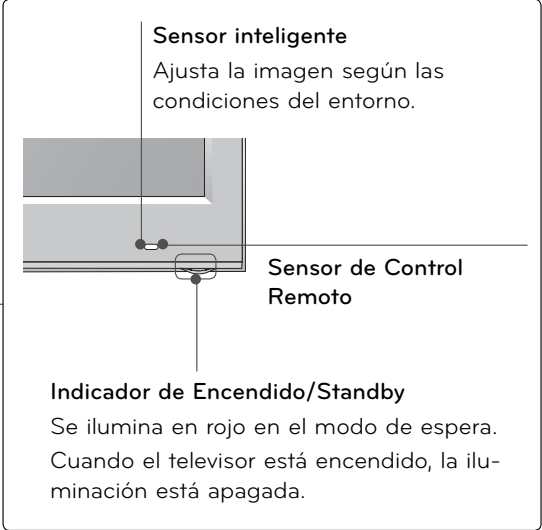 Sensor inteligente
Ajusta la imagen según las
condiciones del entorno.
Sensor de Control
Remoto
Indicador de Encendido/Standby
Se ilumina en rojo en el modo de espera.
Cuando el televisor está encendido, la ilu-
minación está apagada.